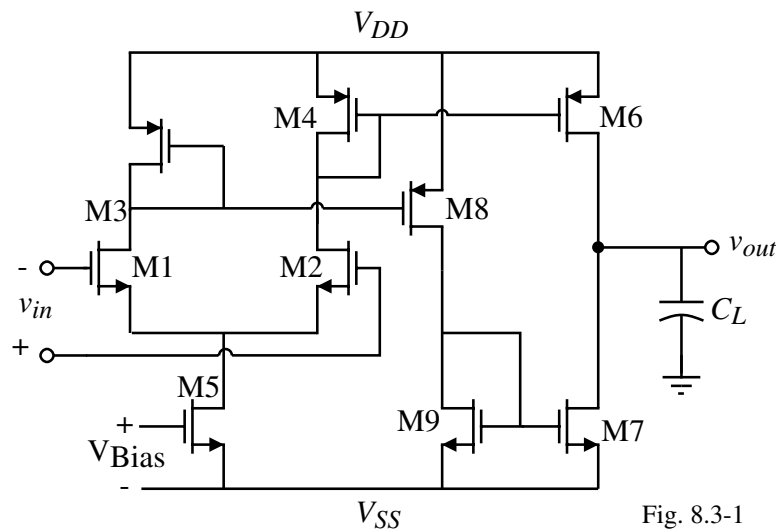 V_DD
M4
M6
M3
M8
-
M1
M2
v_out
v_in
C_L
+
M5
+
M9
M7
V_Bias
-
V_SS
Fig. 8.3-1